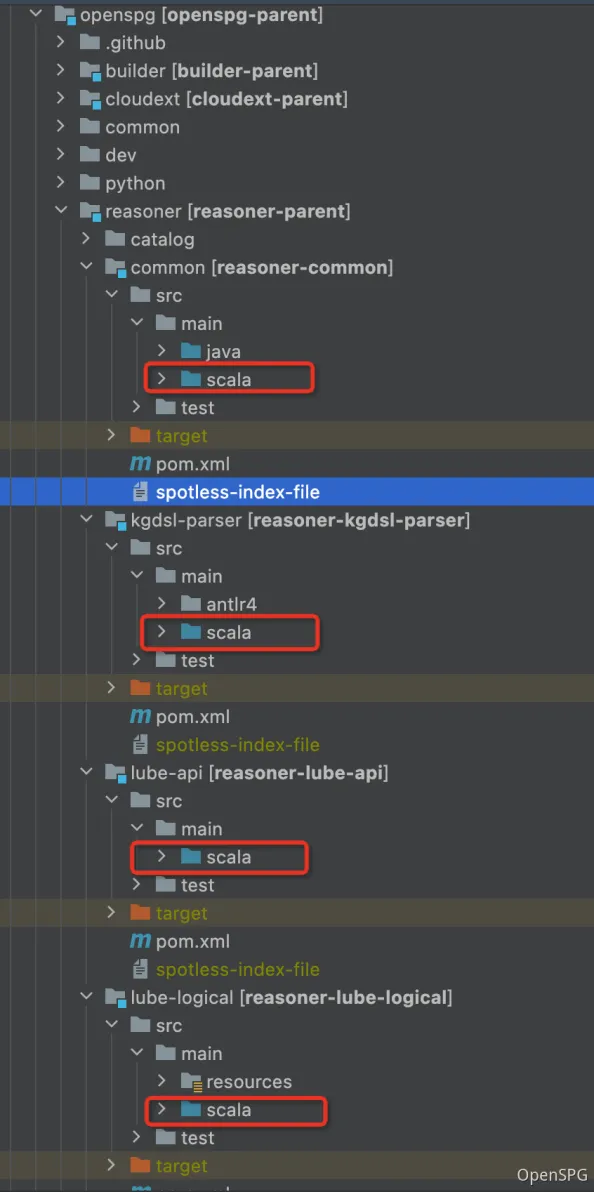 openspg [openspg-parent]
.github
builder [builder-parent]
cloudext [cloudext-parent]
common
dev
python
reasoner [reasoner-parent]
catalog
common [reasoner-common]
src
main
java
scala
test
target
pom.xml
spotless-index-file
kgdsl-parser [reasoner-kgdsl-parser]
src
main
antlr4
scala
test
target
pom.xml
spotless-index-file
lube-api [reasoner-lube-api]
src
main
scala
test
target
pom.xml
spotless-index-file
lube-logical [reasoner-lube-logical]
src
main
resources
scala
test
target
OpenSPG